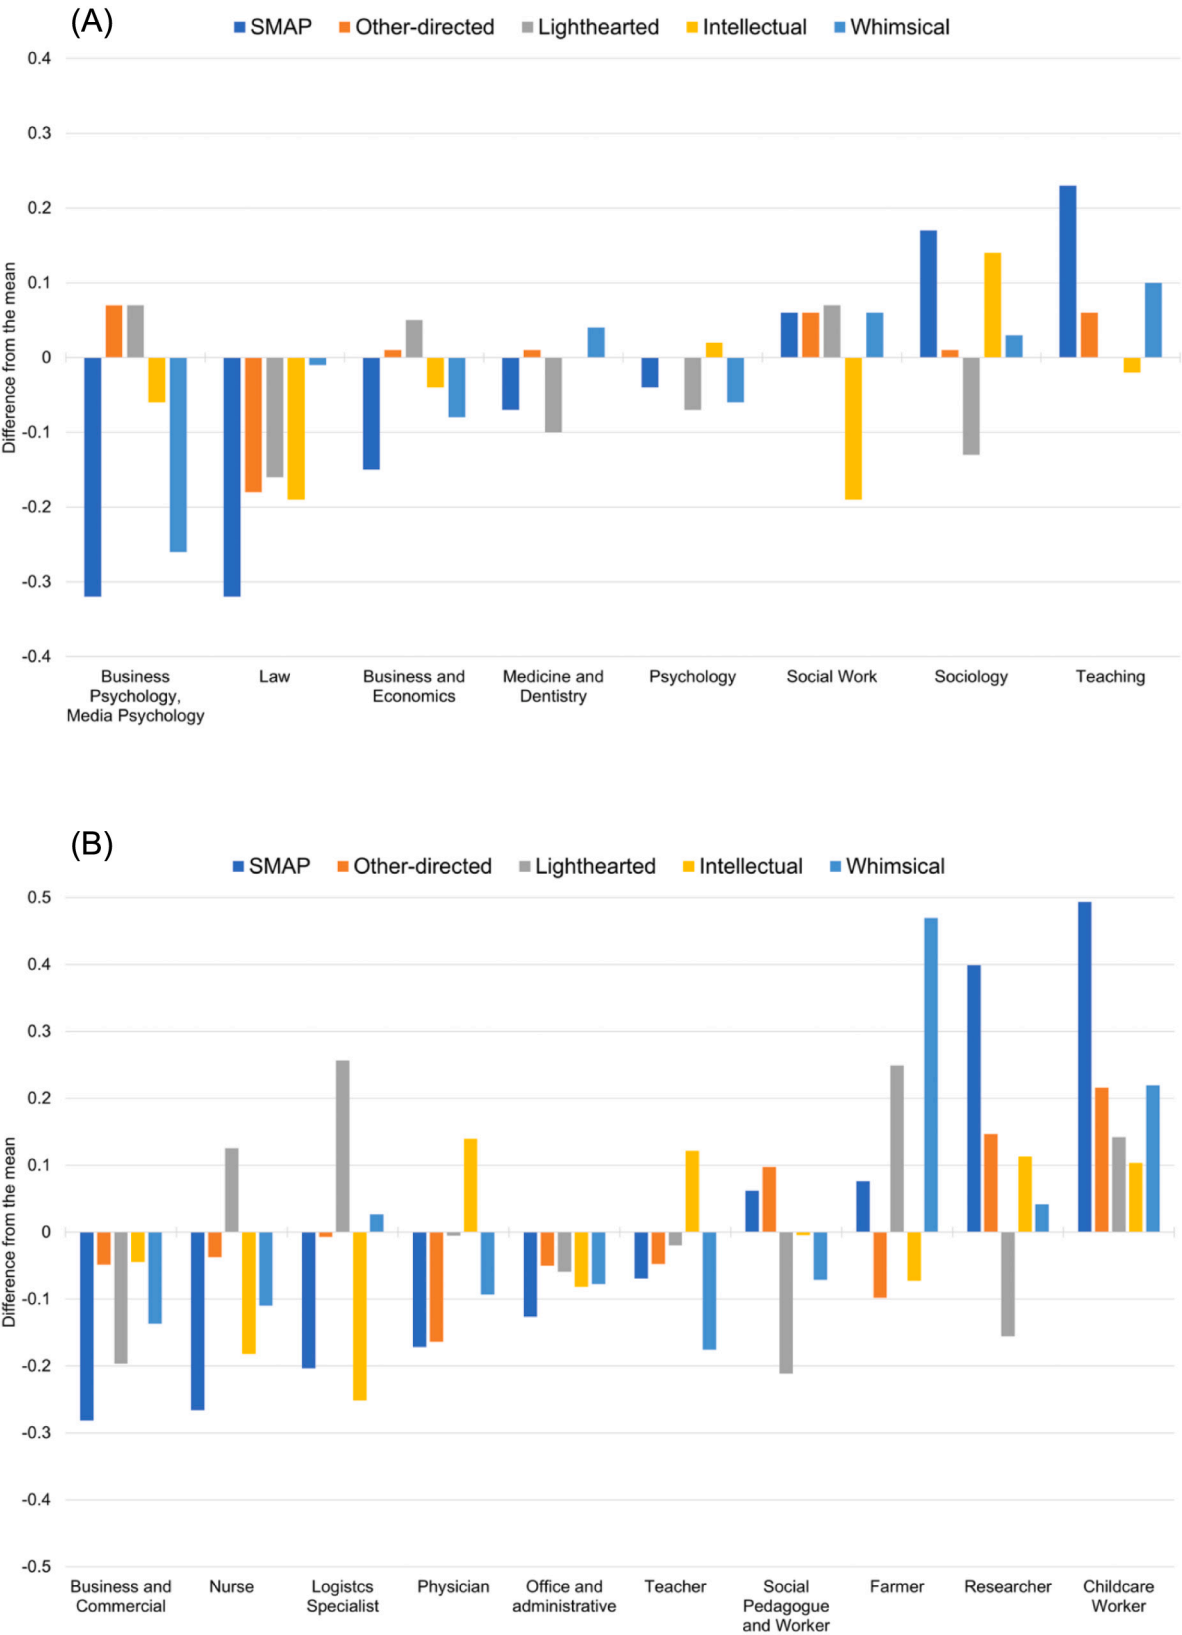 (A)
SMAP Other-directed Lighthearted Intellectual Whimsical
Difference from the mean
0.4
0.3
0.2
0.1
0
-0.1
-0.2
-0.3
-0.4
Business Psychology, Media Psychology
Law
Business and Economics
Medicine and Dentistry
Psychology
Social Work
Sociology
Teaching
(B)
SMAP Other-directed Lighthearted Intellectual Whimsical
Difference from the mean
0.5
0.4
0.3
0.2
0.1
0
-0.1
-0.2
-0.3
-0.4
-0.5
Business and Commercial
Nurse
Logistcs Specialist
Physician
Office and administrative
Teacher
Social Pedagogue and Worker
Farmer
Researcher
Childcare Worker